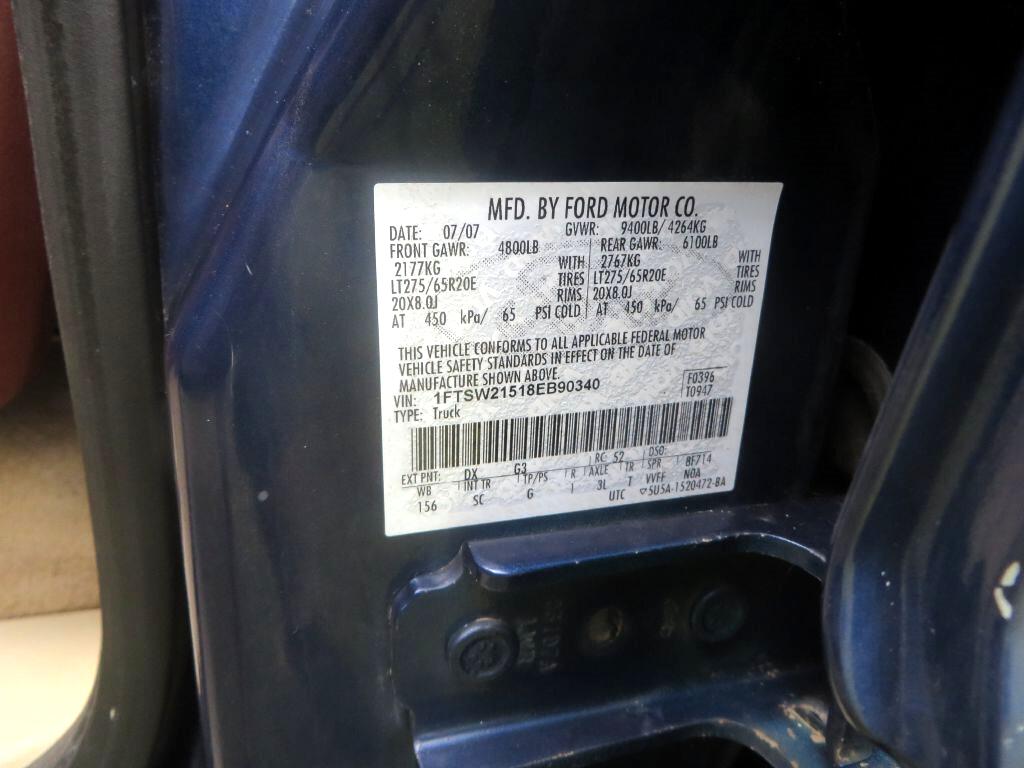 MFD. BY FORD MOTOR CO.
DATE: 07/07 GVWR: 9400LB/ 4264KG
FRONT GAWR: 4800LB REAR GAWR: 6100LB
2177KG WITH 2767KG WITH
LT275/65R20E TIRES LT275/65R20E TIRES
20X8.0J RIMS 20X8.0J RIMS
AT 450 kPa/ 65 PSI COLD AT 450 kPa/ 65 PSI COLD
THIS VEHICLE CONFORMS TO ALL APPLICABLE FEDERAL MOTOR
VEHICLE SAFETY STANDARDS IN EFFECT ON THE DATE OF
MANUFACTURE SHOWN ABOVE.
VIN: 1FTSW21518EB90340 F0396
TYPE: Truck T0947
EXT PNT: DX G3 RC: 52 DSO:
WB INT TR TP/PS R AXLE TR SPR BF714
156 SC G 3L T VVFF NOA
UTC ▽5U5A-1520472-BA